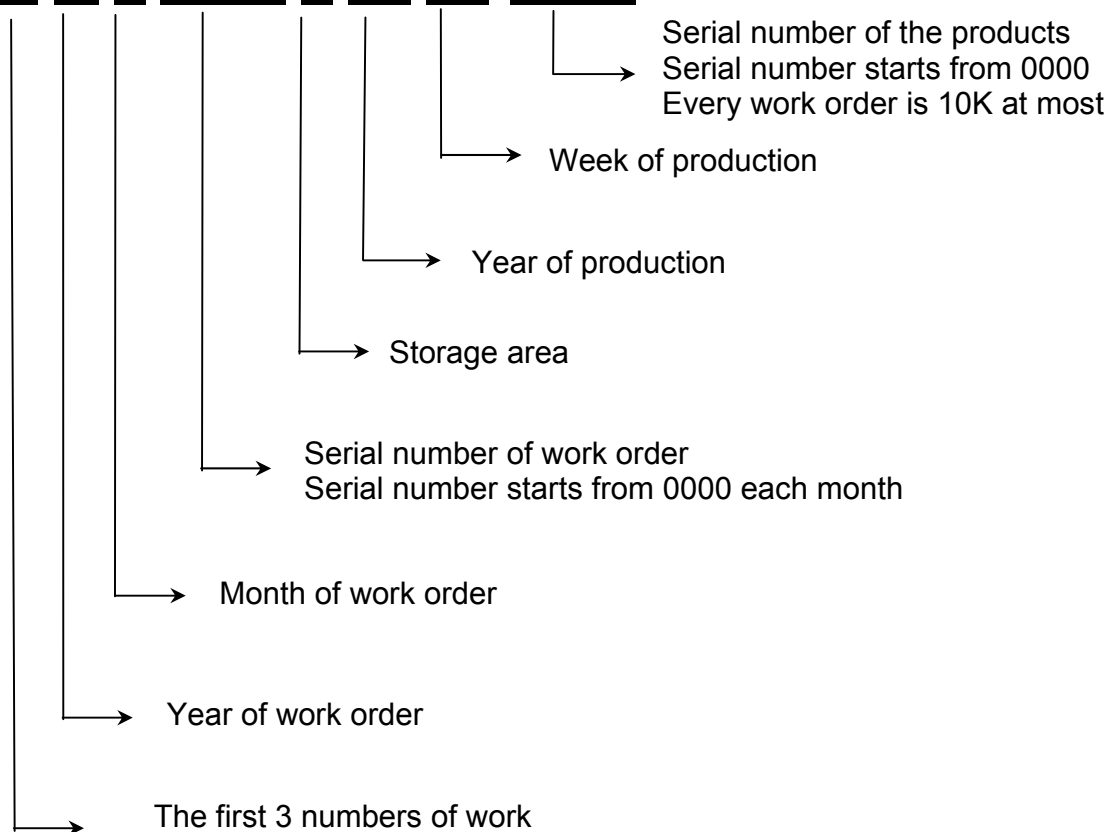 Serial number of the products
Serial number starts from 0000
Every work order is 10K at most
Week of production
Year of production
Storage area
Serial number of work order
Serial number starts from 0000 each month
Month of work order
Year of work order
The first 3 numbers of work